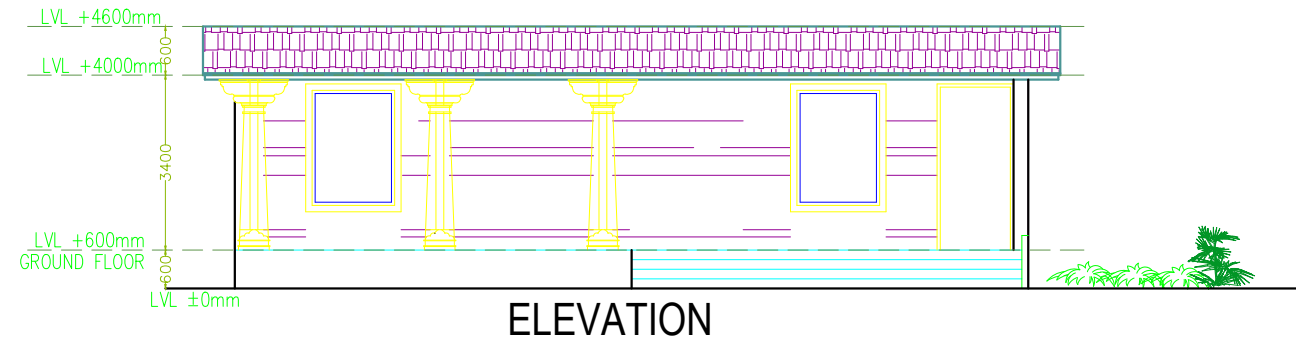 LVL +4600mm
600
LVL +4000mm
3400
LVL +600mm
GROUND FLOOR
600
LVL ±0mm
ELEVATION